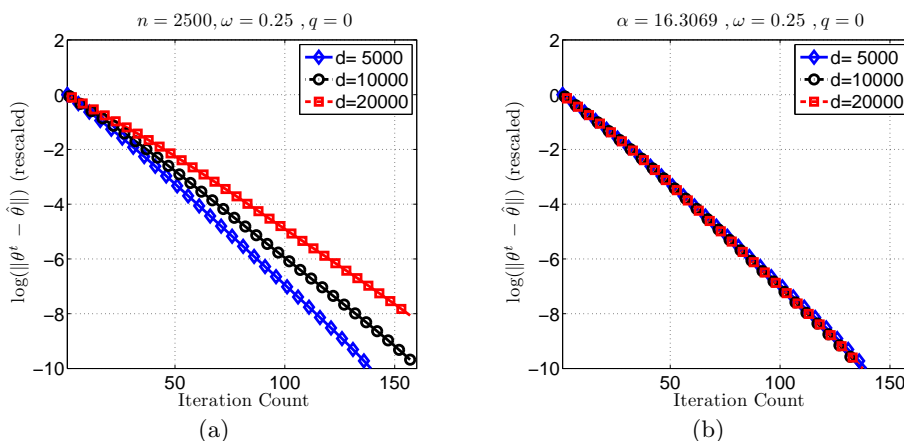 n = 2500, ω = 0.25 , q = 0
2
0
−2
−4
−6
−8
−10
log(‖θ^t − θ̂‖) (rescaled)
d= 5000
d=10000
d=20000
50
100
150
Iteration Count
(a)
α = 16.3069 , ω = 0.25 , q = 0
2
0
−2
−4
−6
−8
−10
log(‖θ^t − θ̂‖) (rescaled)
d= 5000
d=10000
d=20000
50
100
150
Iteration Count
(b)